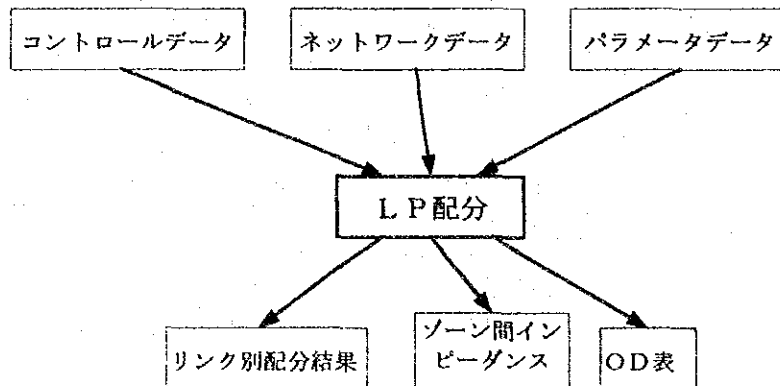 コントロールデータ
ネットワークデータ
パラメータデータ
ＬＰ配分
リンク別配分結果
ゾーン間イン
ピーダンス
ＯＤ表